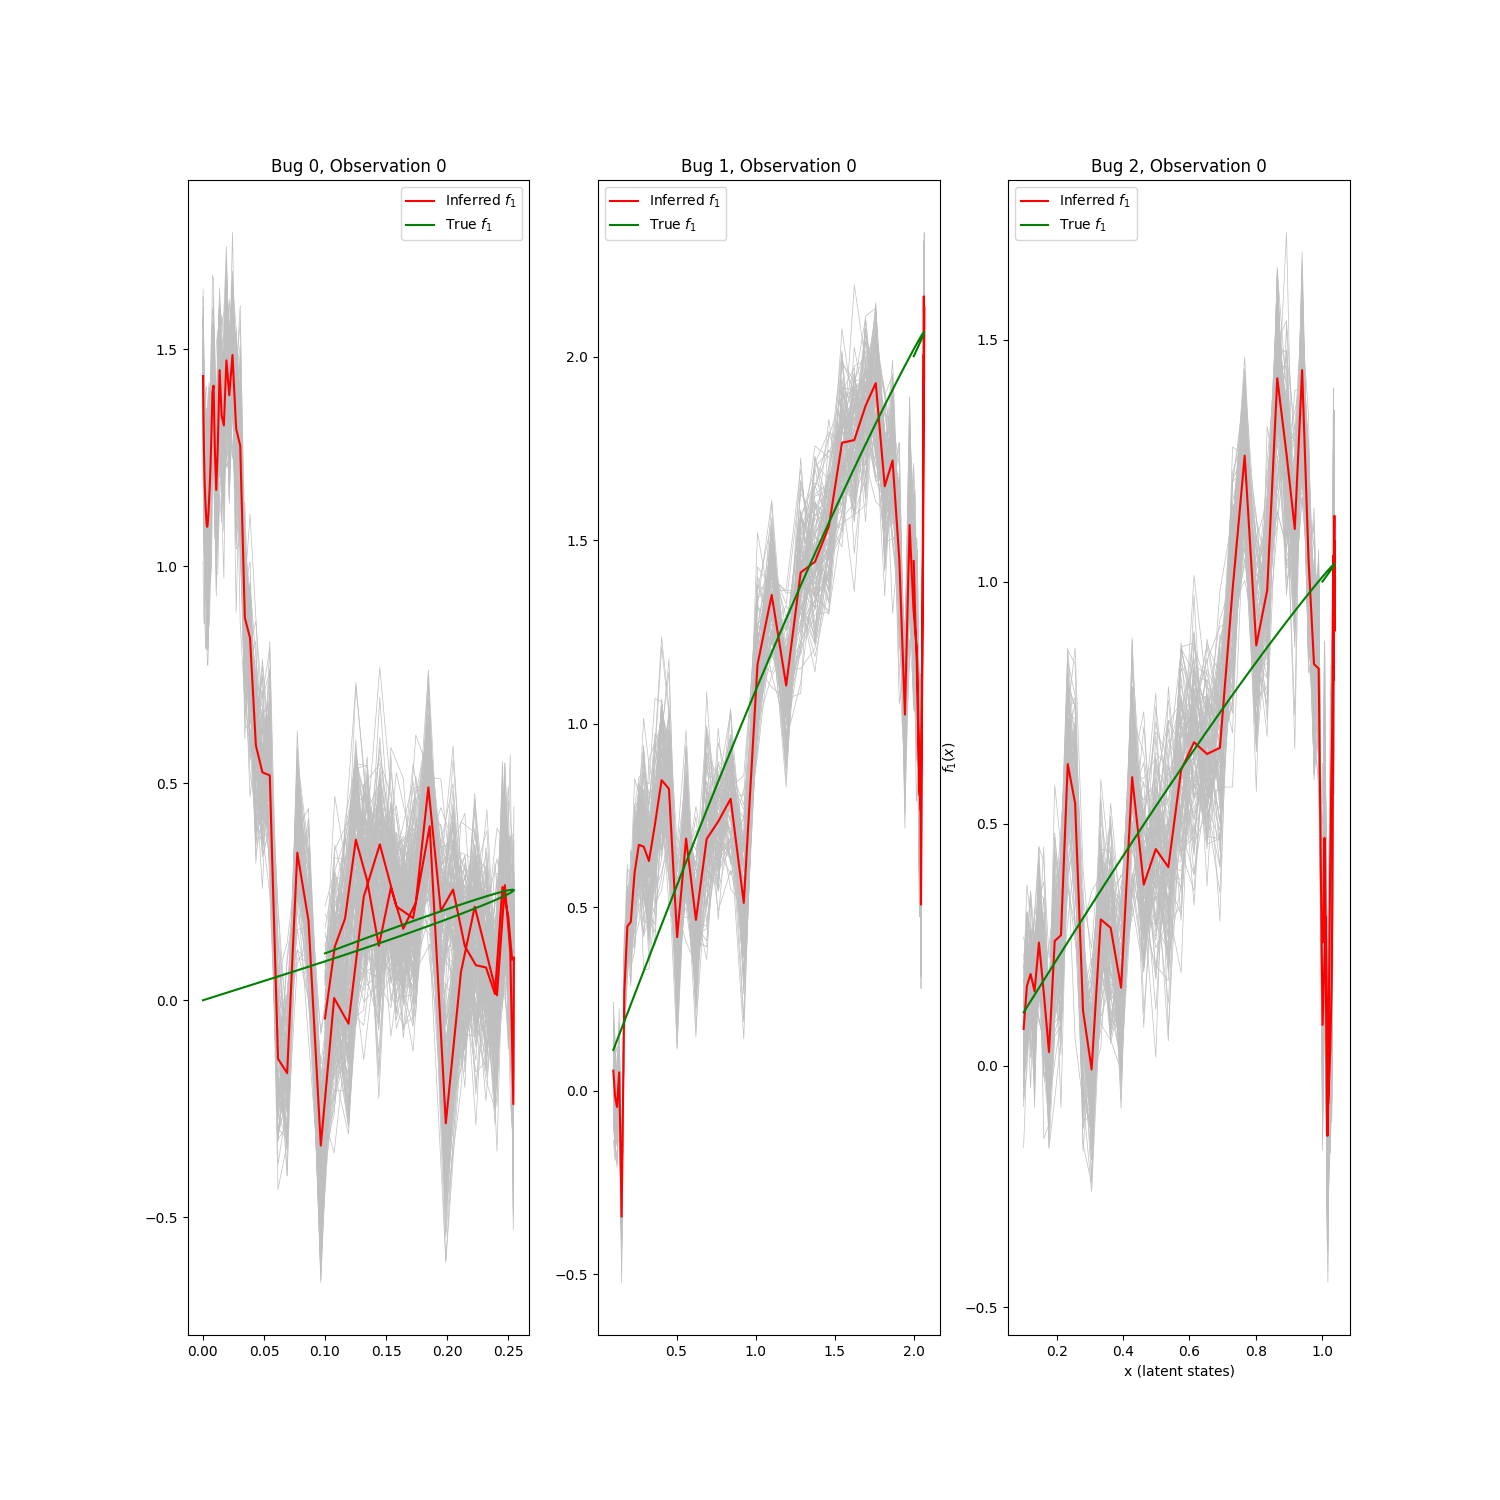 Bug 0, Observation 0
Inferred f₁
True f₁
1.5
1.0
0.5
0.0
−0.5
0.00 0.05 0.10 0.15 0.20 0.25
Bug 1, Observation 0
Inferred f₁
True f₁
2.0
1.5
1.0
0.5
0.0
−0.5
0.5 1.0 1.5 2.0
Bug 2, Observation 0
Inferred f₁
True f₁
f₁(x)
1.5
1.0
0.5
0.0
−0.5
0.2 0.4 0.6 0.8 1.0
x (latent states)